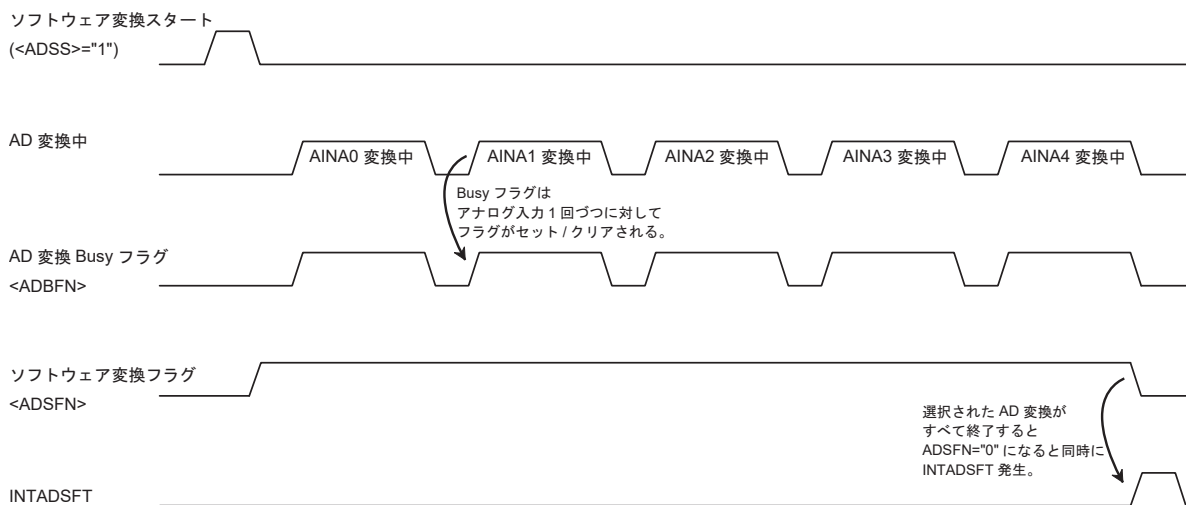 ソフトウェア変換スタート
(<ADSS>="1")
AD 変換中
AINA0 変換中
AINA1 変換中
AINA2 変換中
AINA3 変換中
AINA4 変換中
Busy フラグは
アナログ入力 1 回づつに対して
フラグがセット / クリアされる。
AD 変換 Busy フラグ
<ADBFN>
ソフトウェア変換フラグ
<ADSFN>
選択された AD 変換が
すべて終了すると
ADSFN="0" になると同時に
INTADSFT 発生。
INTADSFT